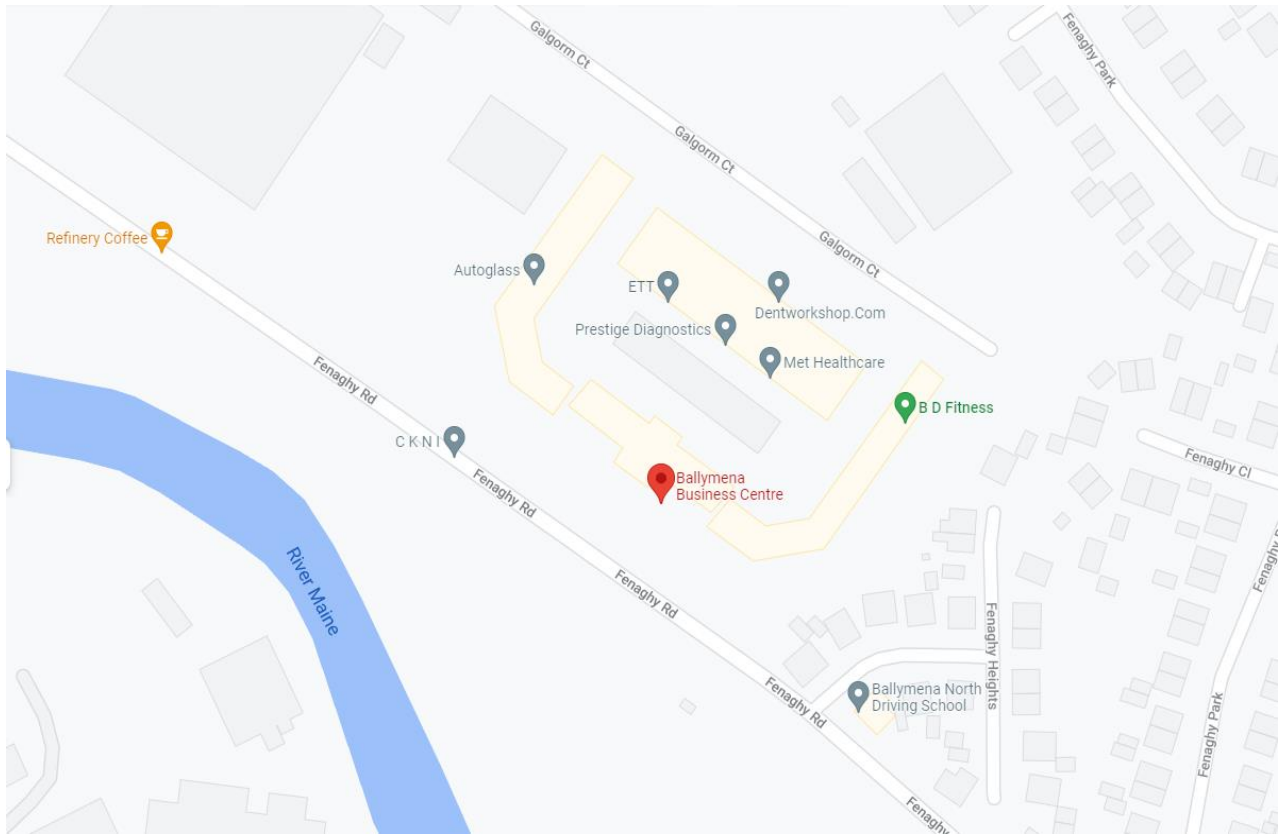 Galgorm Ct
Fenaghy Park
Galgorm Ct
Refinery Coffee
Galgorm Ct
Autoglass
ETT
Dentworkshop.Com
Prestige Diagnostics
Met Healthcare
Fenaghy Rd
B D Fitness
C K N I
Fenaghy Cl
Fenaghy Rd
Ballymena
Business Centre
River Maine
Fenaghy Rd
Fenaghy Heights
Fenaghy Rd
Ballymena North
Driving School
Fenaghy Park
Fenaghy
Fenaghy